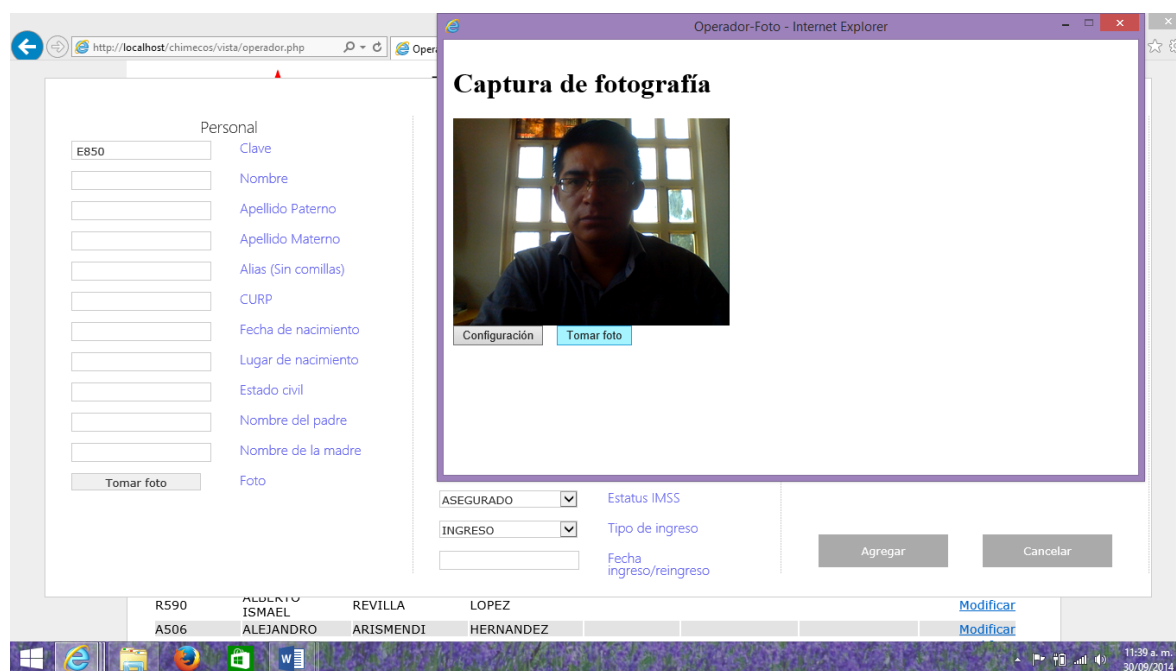 Operador-Foto - Internet Explorer
http://localhost/chimecos/vista/operador.php
Captura de fotografía
Configuración
Tomar foto
Personal
E850
Clave
Nombre
Apellido Paterno
Apellido Materno
Alias (Sin comillas)
CURP
Fecha de nacimiento
Lugar de nacimiento
Estado civil
Nombre del padre
Nombre de la madre
Tomar foto
Foto
ASEGURADO
Estatus IMSS
INGRESO
Tipo de ingreso
Fecha
ingreso/reingreso
Agregar
Cancelar
R590 ALBERTO
ISMAEL REVILLA LOPEZ Modificar
A506 ALEJANDRO ARISMENDI HERNANDEZ Modificar
11:39 a. m.
30/09/2014